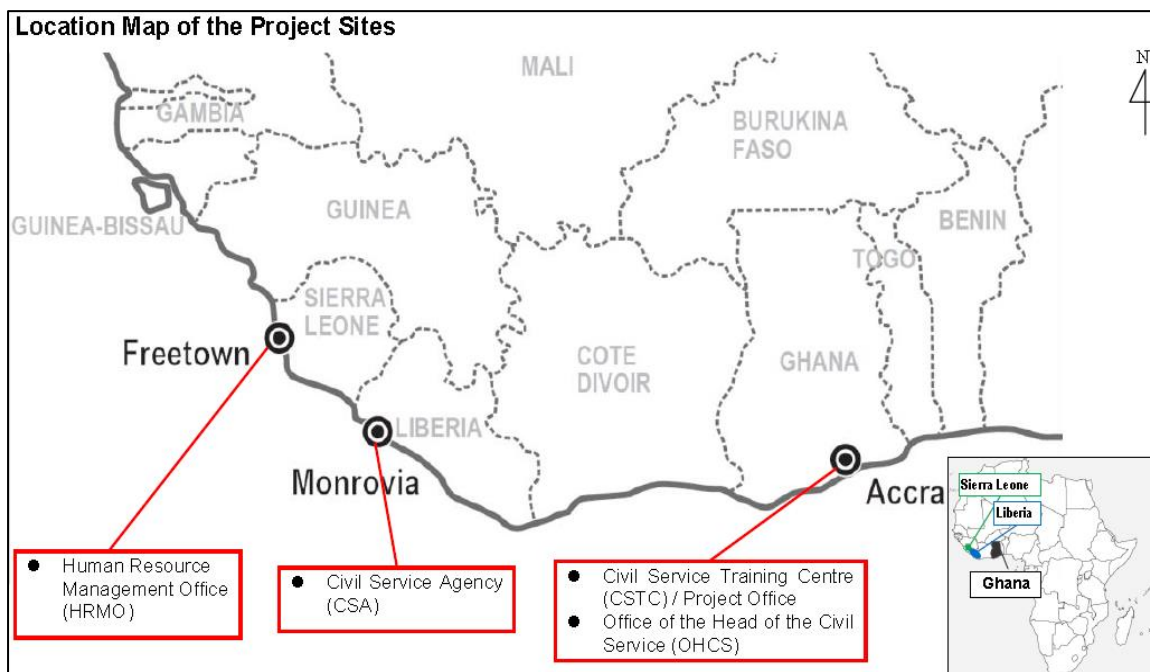 Location Map of the Project Sites
N
MALI
GAMBIA
BURUKINA
FASO
GUINEA-BISSAU
GUINEA
BENIN
TOGO
SIERRA
LEONE
Freetown
COTE
DIVOIR
GHANA
LIBERIA
Monrovia
Accra
Sierra Leone
Liberia
Ghana
● Human Resource
Management Office
(HRMO)
● Civil Service Agency
(CSA)
● Civil Service Training Centre
(CSTC) / Project Office
● Office of the Head of the Civil
Service (OHCS)